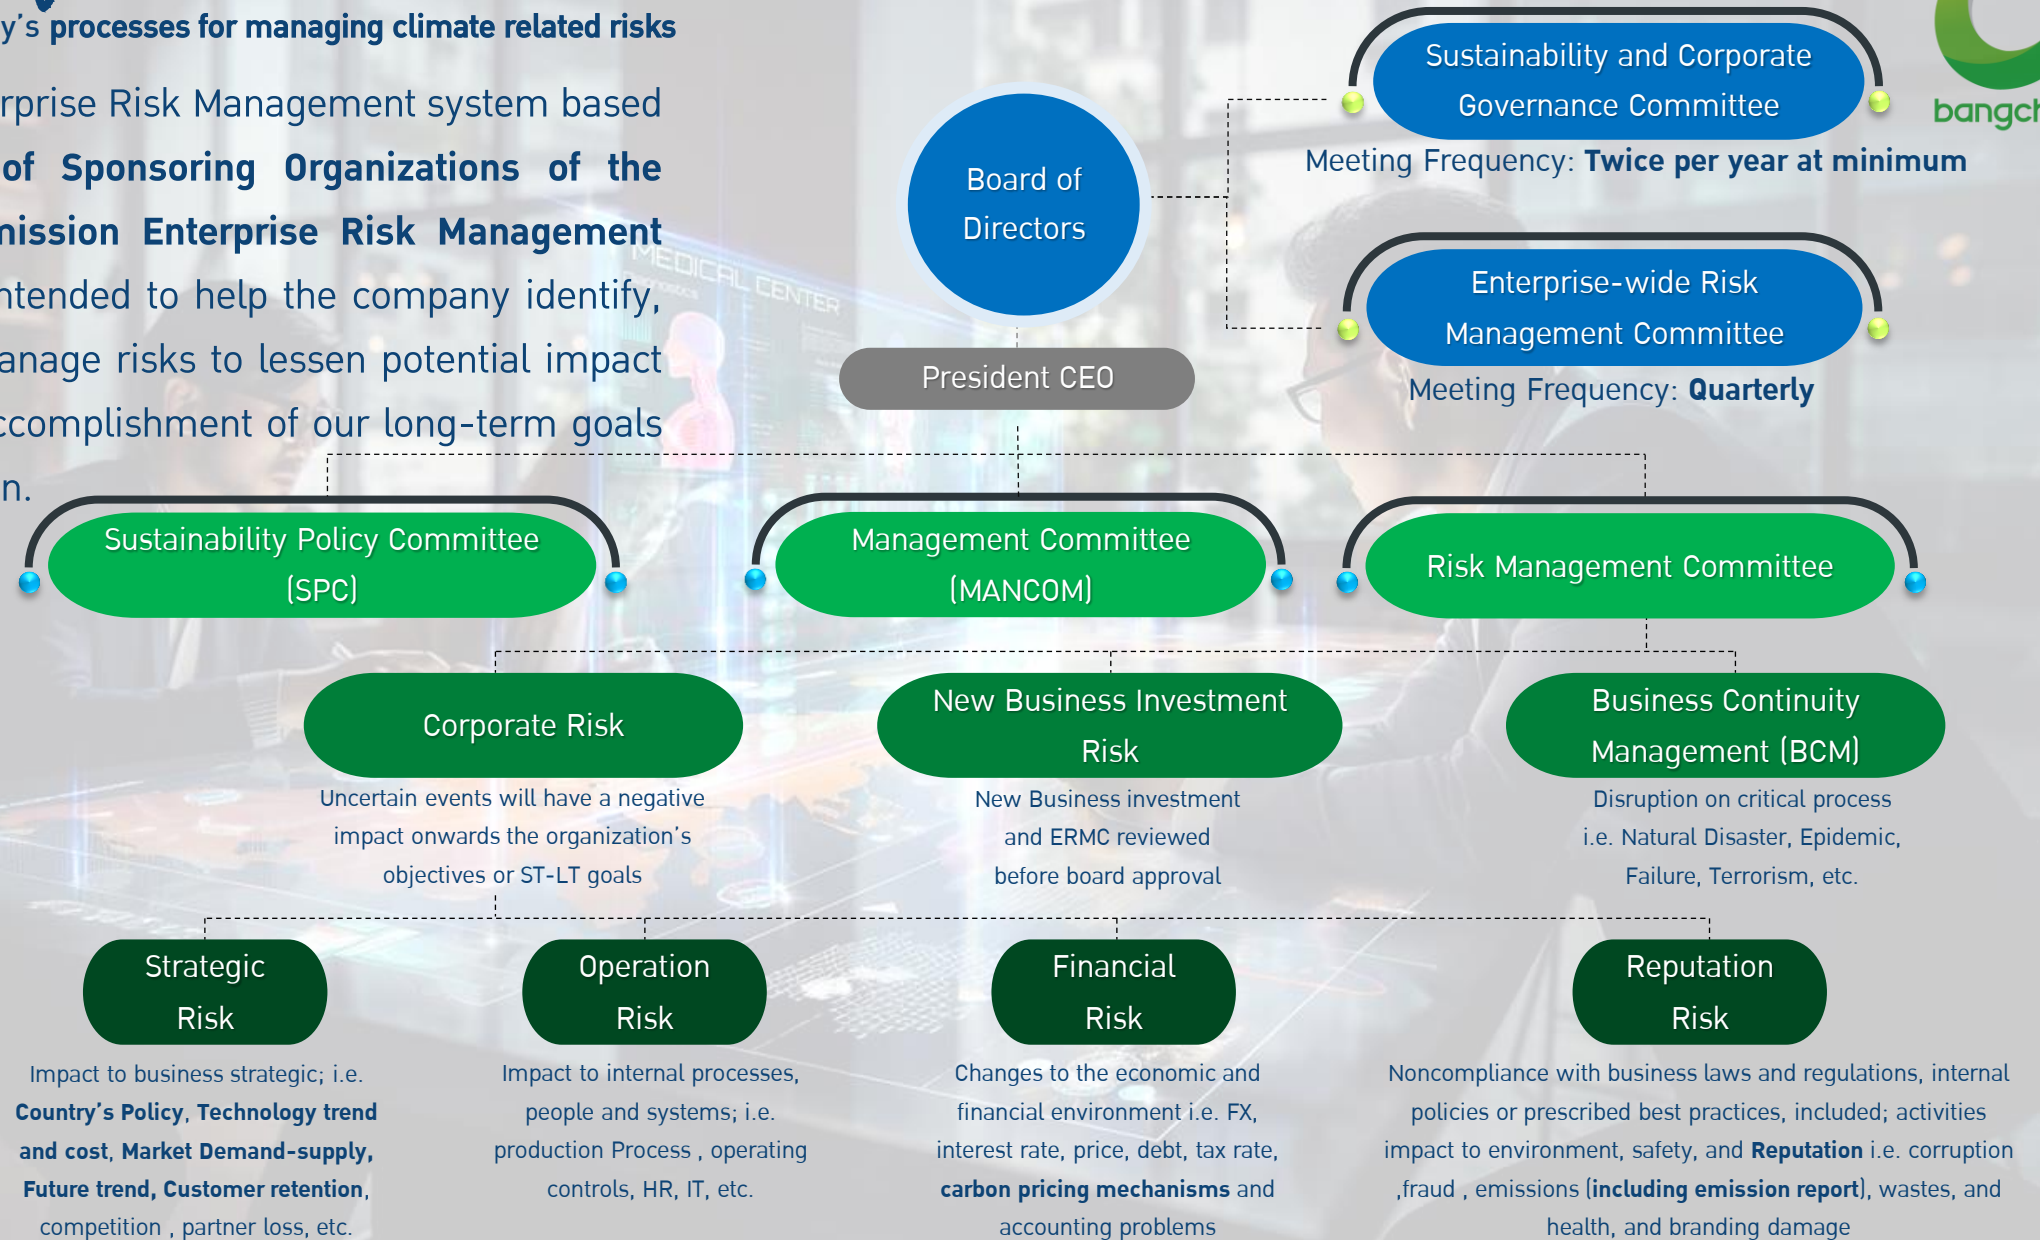 y's processes for managing climate related risks
rprise Risk Management system based
of Sponsoring Organizations of the
mission Enterprise Risk Management
ntended to help the company identify,
anage risks to lessen potential impact
ccomplishment of our long-term goals
n.
bangch
Sustainability and Corporate
Governance Committee
Meeting Frequency: Twice per year at minimum
Board of
Directors
Enterprise-wide Risk
Management Committee
Meeting Frequency: Quarterly
MEDICAL CENTER
President CEO
Sustainability Policy Committee
(SPC)
Management Committee
(MANCOM)
Risk Management Committee
Corporate Risk
Uncertain events will have a negative
impact onwards the organization's
objectives or ST-LT goals
New Business Investment
Risk
New Business investment
and ERMC reviewed
before board approval
Business Continuity
Management (BCM)
Disruption on critical process
i.e. Natural Disaster, Epidemic,
Failure, Terrorism, etc.
Strategic
Risk
Impact to business strategic; i.e.
Country's Policy, Technology trend
and cost, Market Demand-supply,
Future trend, Customer retention,
competition , partner loss, etc.
Operation
Risk
Impact to internal processes,
people and systems; i.e.
production Process , operating
controls, HR, IT, etc.
Financial
Risk
Changes to the economic and
financial environment i.e. FX,
interest rate, price, debt, tax rate,
carbon pricing mechanisms and
accounting problems
Reputation
Risk
Noncompliance with business laws and regulations, internal
policies or prescribed best practices, included; activities
impact to environment, safety, and Reputation i.e. corruption
,fraud , emissions (including emission report), wastes, and
health, and branding damage